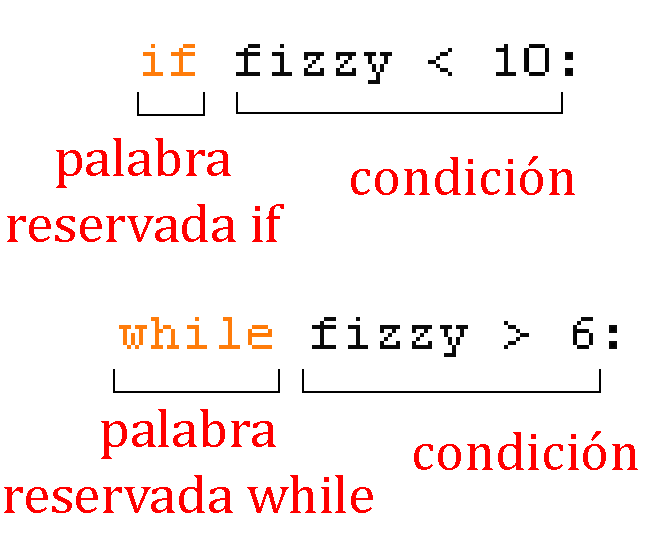 if fizzy < 10:
palabra
reservada if
condición
while fizzy > 6:
palabra
reservada while
condición